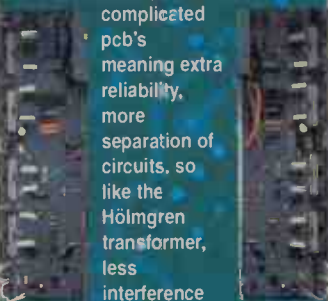 complicated
pcb's
meaning extra
reliability,
more
separation of
circuits, so
like the
Hölmgren
transformer,
less
interference